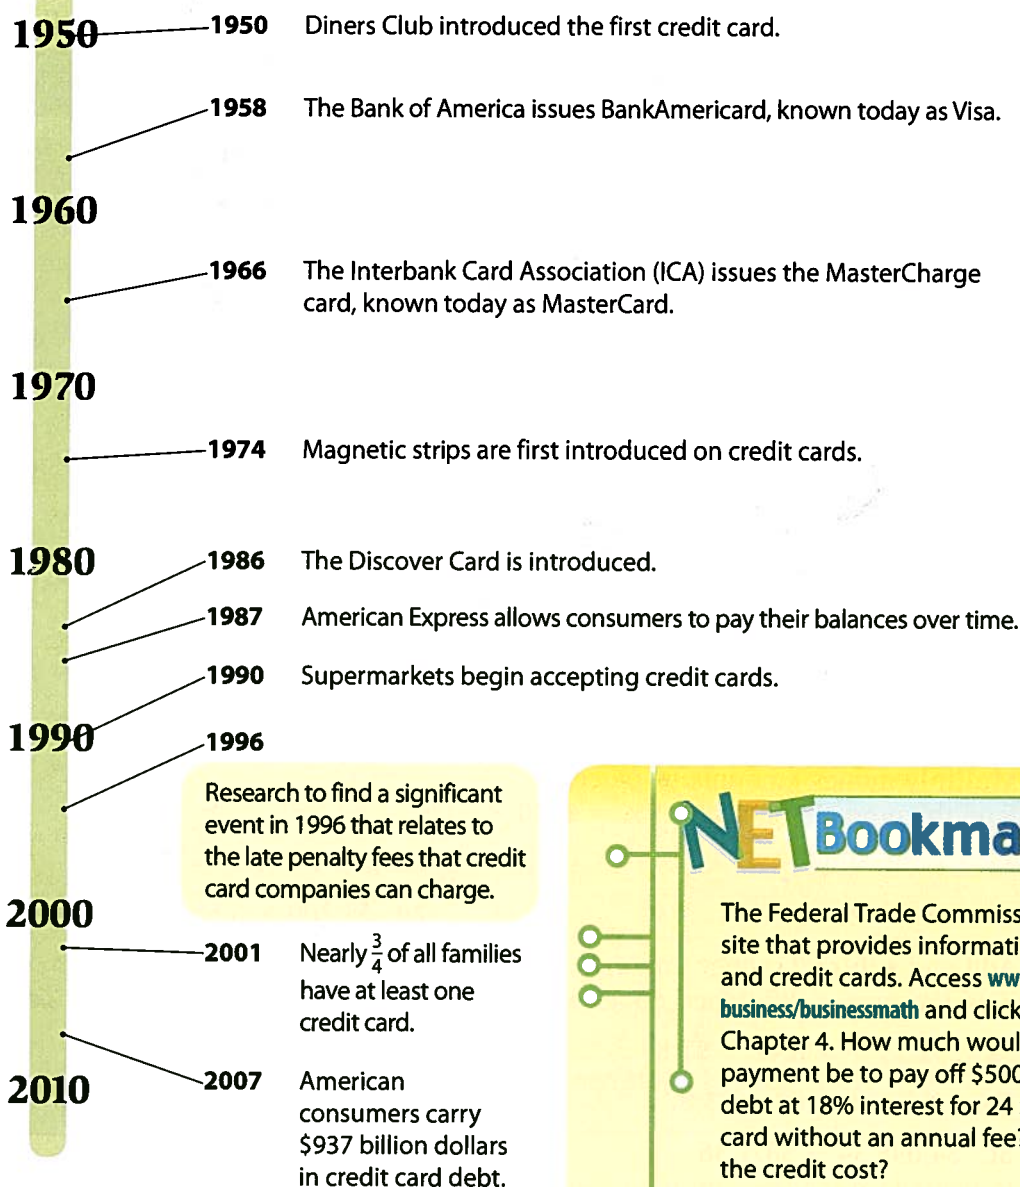 1950
1950 Diners Club introduced the first credit card.
1958 The Bank of America issues BankAmericard, known today as Visa.
1960
1966 The Interbank Card Association (ICA) issues the MasterCharge
card, known today as MasterCard.
1970
1974 Magnetic strips are first introduced on credit cards.
1980
1986 The Discover Card is introduced.
1987 American Express allows consumers to pay their balances over time.
1990 Supermarkets begin accepting credit cards.
1990
1996
Research to find a significant
event in 1996 that relates to
the late penalty fees that credit
card companies can charge.
2000
2001 Nearly 3/4 of all families
have at least one
credit card.
2010
2007 American
consumers carry
$937 billion dollars
in credit card debt.
NETBookma
The Federal Trade Commiss
site that provides informati
and credit cards. Access ww
business/businessmath and click
Chapter 4. How much woul
payment be to pay off $500
debt at 18% interest for 24
card without an annual fee?
the credit cost?